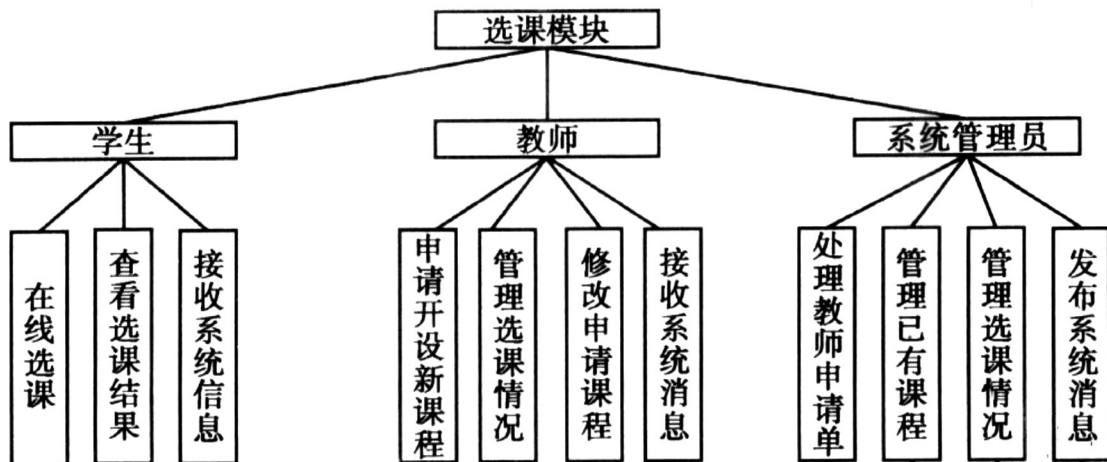 选课模块
学生
教师
系统管理员
在线选课
查看选课结果
接收系统信息
申请开设新课程
管理选课情况
修改申请课程
接收系统消息
处理教师申请单
管理已有课程
管理选课情况
发布系统消息